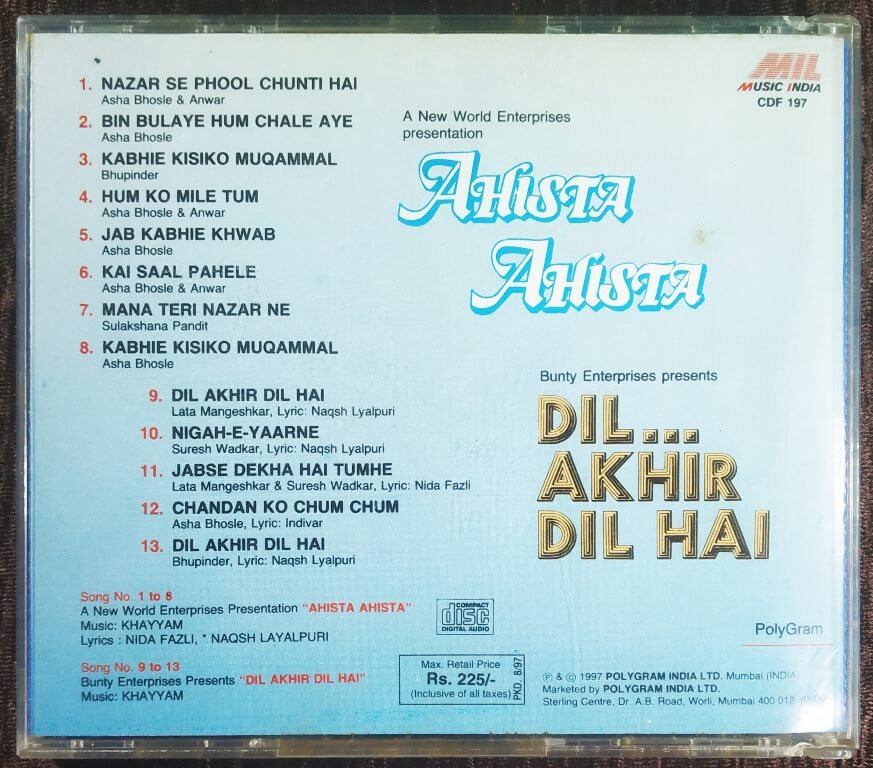 1. NAZAR SE PHOOL CHUNTI HAI
Asha Bhosle & Anwar
2. BIN BULAYE HUM CHALE AYE
Asha Bhosle
3. KABHIE KISIKO MUQAMMAL
Bhupinder
4. HUM KO MILE TUM
Asha Bhosle & Anwar
5. JAB KABHIE KHWAB
Asha Bhosle
6. KAI SAAL PAHELE
Asha Bhosle & Anwar
7. MANA TERI NAZAR NE
Sulakshana Pandit
8. KABHIE KISIKO MUQAMMAL
Asha Bhosle
9. DIL AKHIR DIL HAI
Lata Mangeshkar, Lyric: Naqsh Lyalpuri
10. NIGAH-E-YAARNE
Suresh Wadkar, Lyric: Naqsh Lyalpuri
11. JABSE DEKHA HAI TUMHE
Lata Mangeshkar & Suresh Wadkar, Lyric: Nida Fazli
12. CHANDAN KO CHUM CHUM
Asha Bhosle, Lyric: Indivar
13. DIL AKHIR DIL HAI
Bhupinder, Lyric: Naqsh Lyalpuri
MIL
MUSIC INDIA
CDF 197
A New World Enterprises
presentation
AHISTA
AHISTA
Bunty Enterprises presents
DIL...
AKHIR
DIL HAI
Song No. 1 to 8
A New World Enterprises Presentation "AHISTA AHISTA"
Music: KHAYYAM
Lyrics : NIDA FAZLI, * NAQSH LAYALPURI
Song No. 9 to 13
Bunty Enterprises Presents "DIL AKHIR DIL HAI"
Music: KHAYYAM
COMPACT
disc
DIGITAL AUDIO
Max. Retail Price
Rs. 225/-
(Inclusive of all taxes)
PKD. 8/97
PolyGram
℗ & © 1997 POLYGRAM INDIA LTD. Mumbai (INDIA
Marketed by POLYGRAM INDIA LTD.
Sterling Centre, Dr. A.B. Road, Worli, Mumbai 400 018